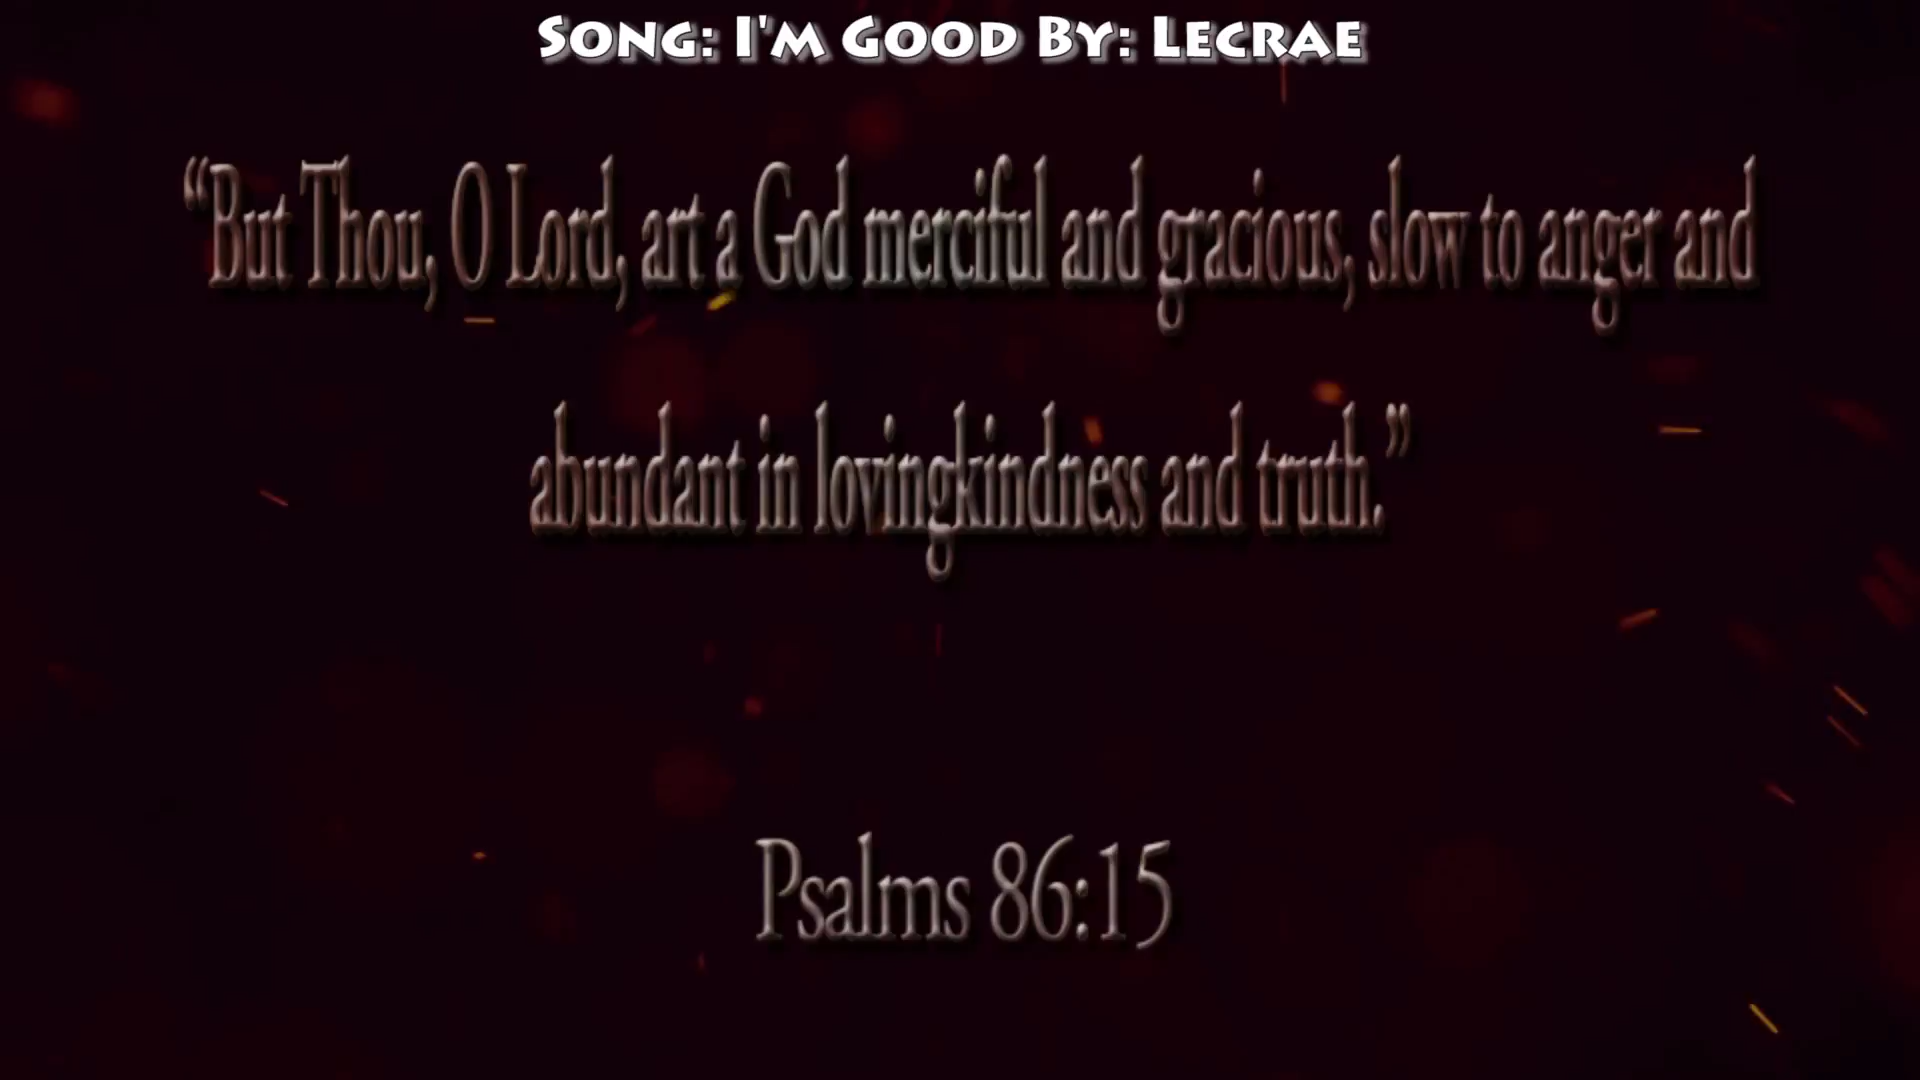 Song: I'm Good By: Lecrae
“But Thou, O Lord, art a God merciful and gracious, slow to anger and
abundant in lovingkindness and truth.”
Psalms 86:15